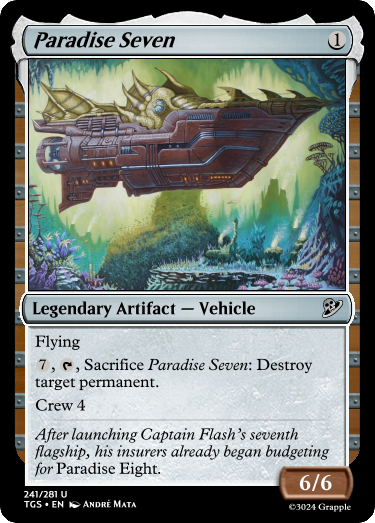 Paradise Seven 1
Legendary Artifact — Vehicle
Flying
7, T, Sacrifice Paradise Seven: Destroy
target permanent.
Crew 4
After launching Captain Flash's seventh
flagship, his insurers already began budgeting
for Paradise Eight.
6/6
241/281 U
TGS • EN André Mata
©3024 Grapple